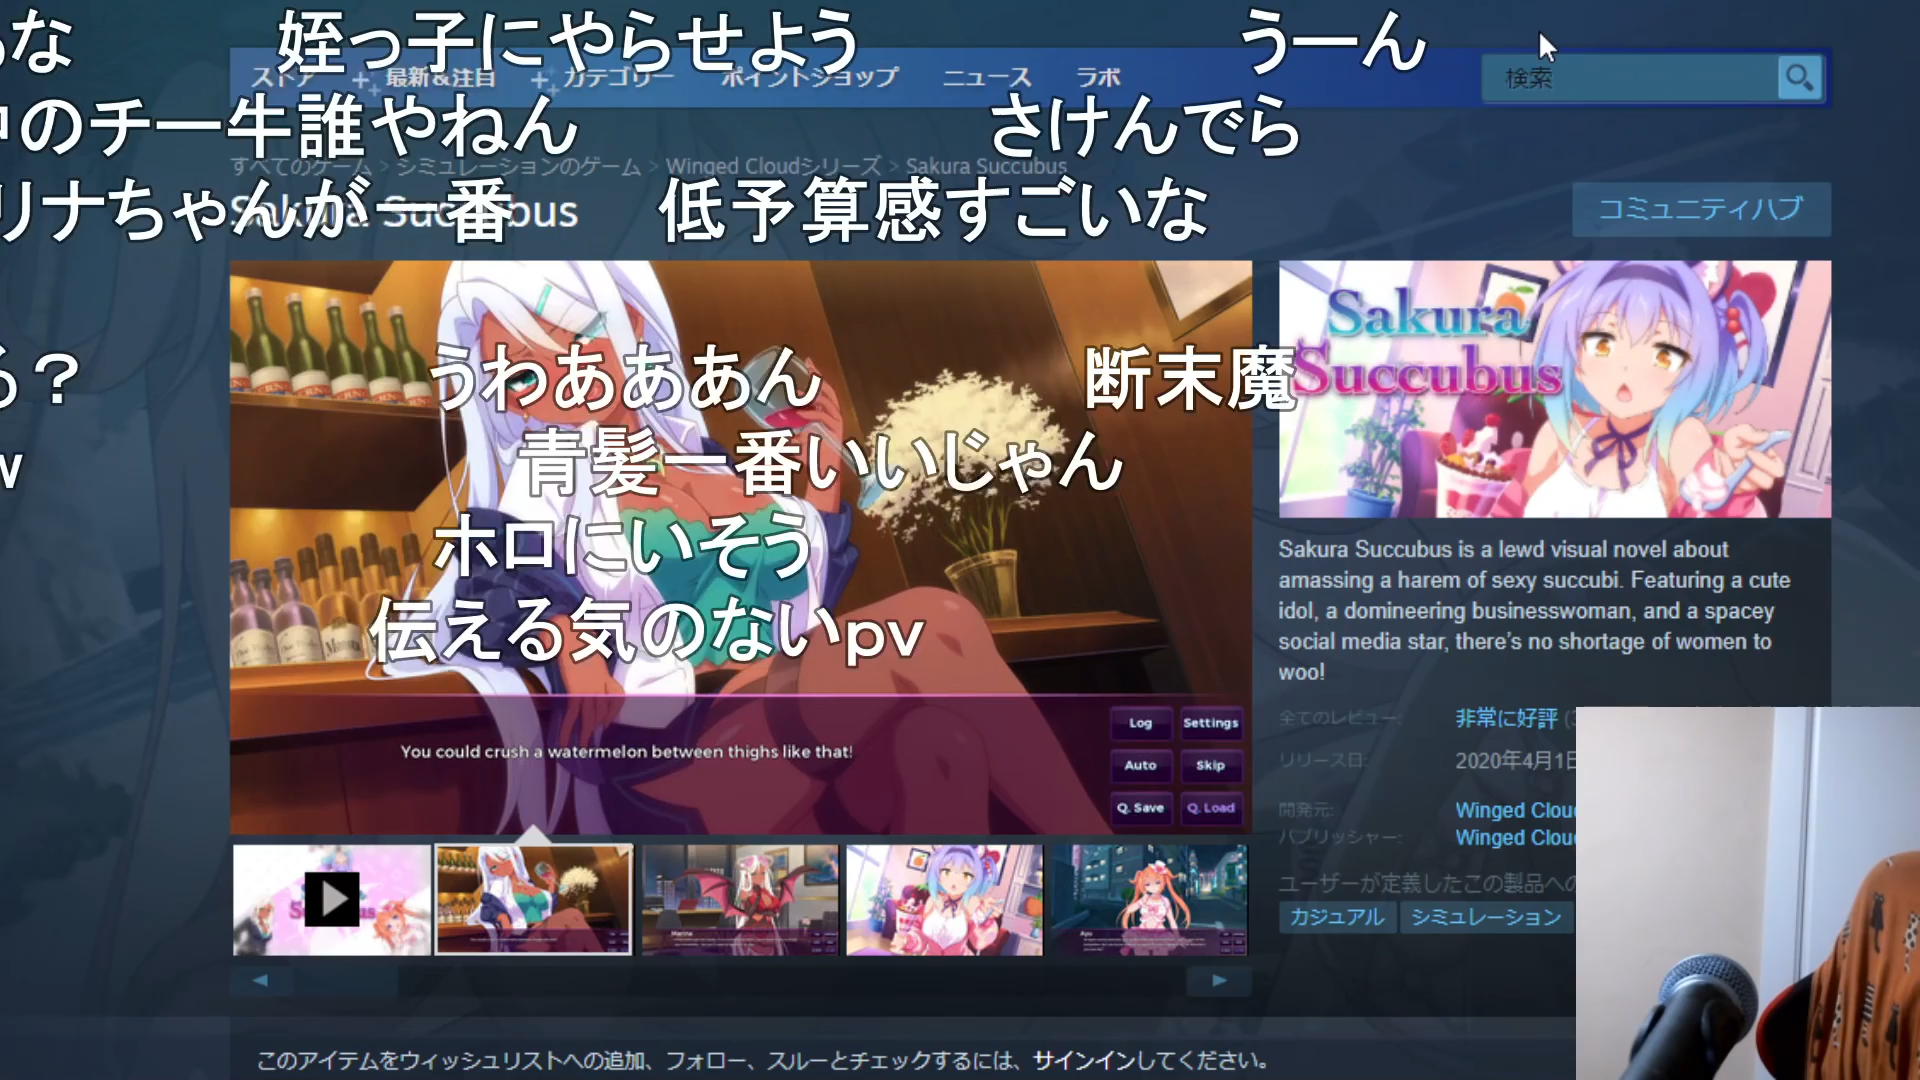 な
姪っ子にやらせよう
うーん
ストア 最新&注目 カテゴリー ポイントショップ ニュース ラボ
検索
のチー牛誰やねん
さけんでら
すべてのゲーム > シミュレーションのゲーム > Winged Cloudシリーズ > Sakura Succubus
リナちゃんが一番
低予算感すごいな
Sakura Succubus
コミュニティハブ
？
うわああああん
断末魔
Sakura
Succubus
青髪一番いいじゃん
w
ホロにいそう
伝える気のないpv
Sakura Succubus is a lewd visual novel about
amassing a harem of sexy succubi. Featuring a cute
idol, a domineering businesswoman, and a spacey
social media star, there's no shortage of women to
woo!
You could crush a watermelon between thighs like that!
Log Settings
Auto Skip
Q. Save Q. Load
全てのレビュー: 非常に好評
リリース日: 2020年4月1日
開発元: Winged Cloud
パブリッシャー: Winged Cloud
ユーザーが定義したこの製品への
カジュアル シミュレーション
このアイテムをウィッシュリストへの追加、フォロー、スルーとチェックするには、サインインしてください。